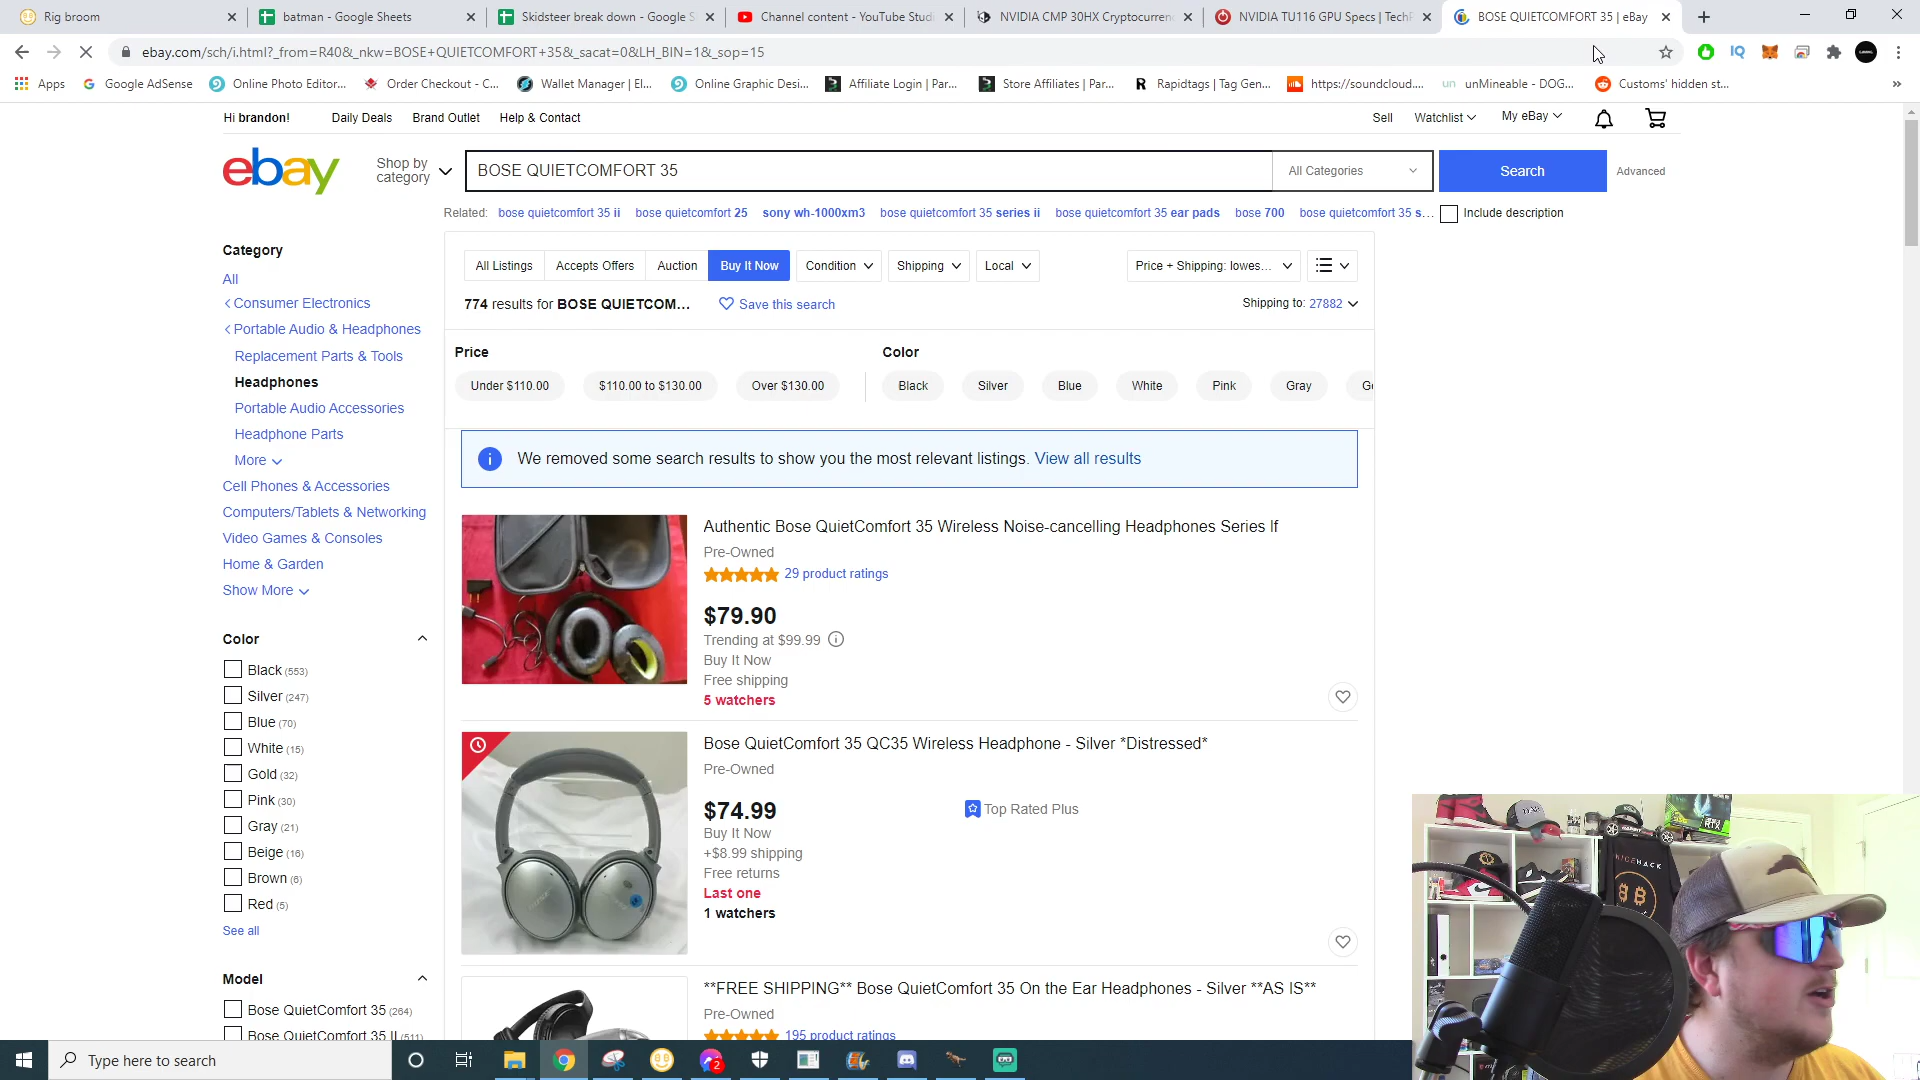 Rig broom
batman - Google Sheets
Skidsteer break down - Google S
Channel content - YouTube Studi
NVIDIA CMP 30HX Cryptocurren
NVIDIA TU116 GPU Specs | TechP
BOSE QUIETCOMFORT 35 | eBay
ebay.com/sch/i.html?_from=R40&_nkw=BOSE+QUIETCOMFORT+35&_sacat=0&LH_BIN=1&_sop=15
Apps
Google AdSense
Online Photo Editor...
Order Checkout - C...
Wallet Manager | El...
Online Graphic Desi...
Affiliate Login | Par...
Store Affiliates | Par...
Rapidtags | Tag Gen...
https://soundcloud....
unMineable - DOG...
Customs' hidden st...
Hi brandon!
Daily Deals
Brand Outlet
Help & Contact
Sell
Watchlist
My eBay
ebay
Shop by
category
BOSE QUIETCOMFORT 35
All Categories
Search
Advanced
Related: bose quietcomfort 35 ii bose quietcomfort 25 sony wh-1000xm3 bose quietcomfort 35 series ii bose quietcomfort 35 ear pads bose 700 bose quietcomfort 35 s...
Include description
Category
All
Consumer Electronics
Portable Audio & Headphones
Replacement Parts & Tools
Headphones
Portable Audio Accessories
Headphone Parts
More
Cell Phones & Accessories
Computers/Tablets & Networking
Video Games & Consoles
Home & Garden
Show More
Color
Black (553)
Silver (247)
Blue (70)
White (15)
Gold (32)
Pink (30)
Gray (21)
Beige (16)
Brown (6)
Red (5)
See all
Model
Bose QuietComfort 35 (264)
Bose QuietComfort 35 II (511)
All Listings
Accepts Offers
Auction
Buy It Now
Condition
Shipping
Local
Price + Shipping: lowes...
774 results for BOSE QUIETCOM...
Save this search
Shipping to: 27882
Price
Under $110.00
$110.00 to $130.00
Over $130.00
Color
Black
Silver
Blue
White
Pink
Gray
We removed some search results to show you the most relevant listings. View all results
Authentic Bose QuietComfort 35 Wireless Noise-cancelling Headphones Series If
Pre-Owned
29 product ratings
$79.90
Trending at $99.99
Buy It Now
Free shipping
5 watchers
Bose QuietComfort 35 QC35 Wireless Headphone - Silver *Distressed*
Pre-Owned
$74.99
Top Rated Plus
Buy It Now
+$8.99 shipping
Free returns
Last one
1 watchers
**FREE SHIPPING** Bose QuietComfort 35 On the Ear Headphones - Silver **AS IS**
Pre-Owned
195 product ratings
Type here to search
2